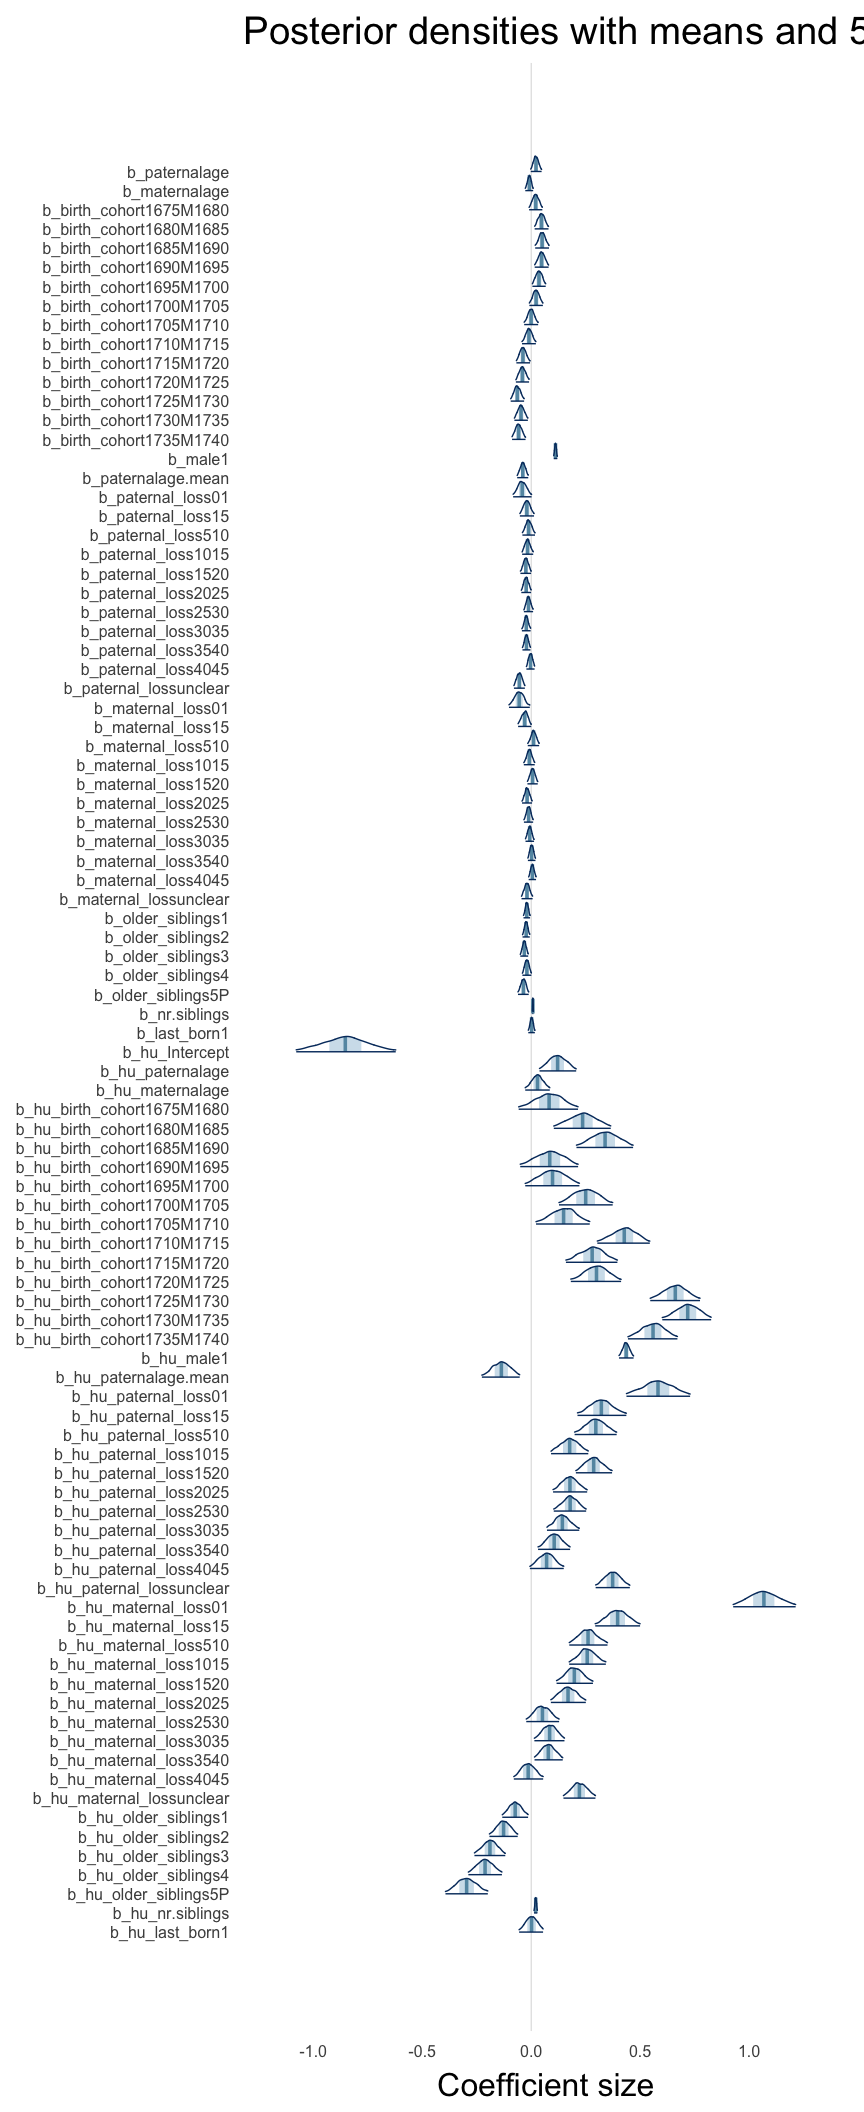 Posterior densities with means and 5
b_paternalage
b_maternalage
b_birth_cohort1675M1680
b_birth_cohort1680M1685
b_birth_cohort1685M1690
b_birth_cohort1690M1695
b_birth_cohort1695M1700
b_birth_cohort1700M1705
b_birth_cohort1705M1710
b_birth_cohort1710M1715
b_birth_cohort1715M1720
b_birth_cohort1720M1725
b_birth_cohort1725M1730
b_birth_cohort1730M1735
b_birth_cohort1735M1740
b_male1
b_paternalage.mean
b_paternal_loss01
b_paternal_loss15
b_paternal_loss510
b_paternal_loss1015
b_paternal_loss1520
b_paternal_loss2025
b_paternal_loss2530
b_paternal_loss3035
b_paternal_loss3540
b_paternal_loss4045
b_paternal_lossunclear
b_maternal_loss01
b_maternal_loss15
b_maternal_loss510
b_maternal_loss1015
b_maternal_loss1520
b_maternal_loss2025
b_maternal_loss2530
b_maternal_loss3035
b_maternal_loss3540
b_maternal_loss4045
b_maternal_lossunclear
b_older_siblings1
b_older_siblings2
b_older_siblings3
b_older_siblings4
b_older_siblings5P
b_nr.siblings
b_last_born1
b_hu_Intercept
b_hu_paternalage
b_hu_maternalage
b_hu_birth_cohort1675M1680
b_hu_birth_cohort1680M1685
b_hu_birth_cohort1685M1690
b_hu_birth_cohort1690M1695
b_hu_birth_cohort1695M1700
b_hu_birth_cohort1700M1705
b_hu_birth_cohort1705M1710
b_hu_birth_cohort1710M1715
b_hu_birth_cohort1715M1720
b_hu_birth_cohort1720M1725
b_hu_birth_cohort1725M1730
b_hu_birth_cohort1730M1735
b_hu_birth_cohort1735M1740
b_hu_male1
b_hu_paternalage.mean
b_hu_paternal_loss01
b_hu_paternal_loss15
b_hu_paternal_loss510
b_hu_paternal_loss1015
b_hu_paternal_loss1520
b_hu_paternal_loss2025
b_hu_paternal_loss2530
b_hu_paternal_loss3035
b_hu_paternal_loss3540
b_hu_paternal_loss4045
b_hu_paternal_lossunclear
b_hu_maternal_loss01
b_hu_maternal_loss15
b_hu_maternal_loss510
b_hu_maternal_loss1015
b_hu_maternal_loss1520
b_hu_maternal_loss2025
b_hu_maternal_loss2530
b_hu_maternal_loss3035
b_hu_maternal_loss3540
b_hu_maternal_loss4045
b_hu_maternal_lossunclear
b_hu_older_siblings1
b_hu_older_siblings2
b_hu_older_siblings3
b_hu_older_siblings4
b_hu_older_siblings5P
b_hu_nr.siblings
b_hu_last_born1
-1.0 -0.5 0.0 0.5 1.0
Coefficient size